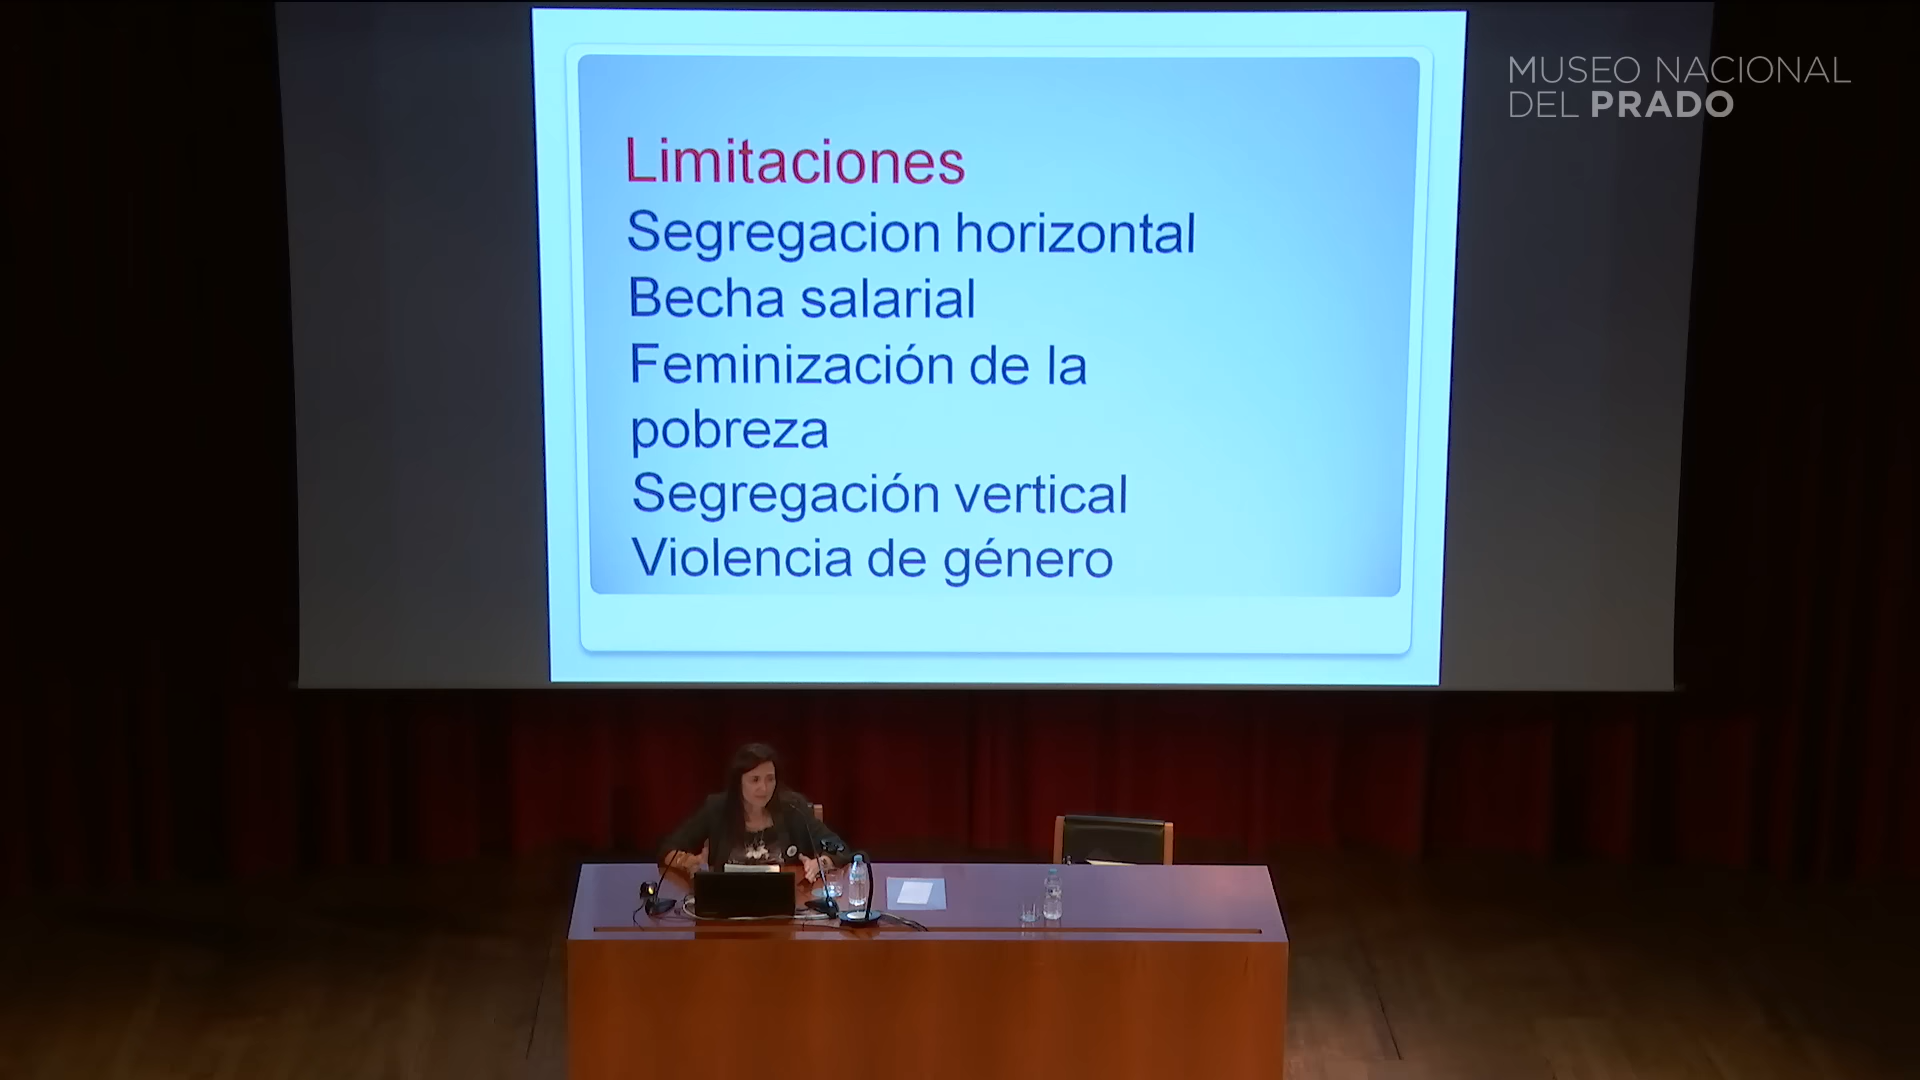 MUSEO NACIONAL
DEL PRADO
Limitaciones
Segregacion horizontal
Becha salarial
Feminización de la
pobreza
Segregación vertical
Violencia de género